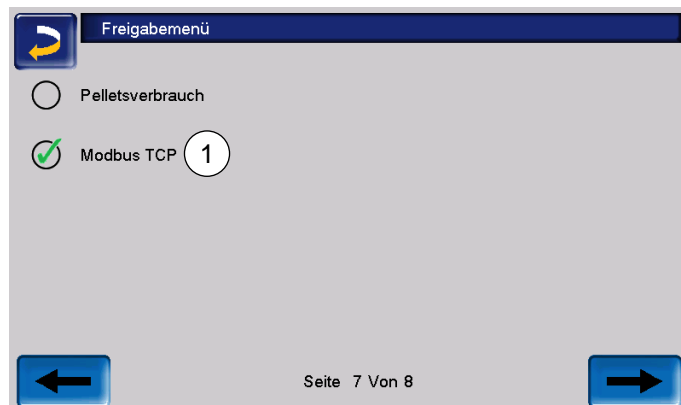 Freigabemenü
Pelletsverbrauch
Modbus TCP 1
Seite 7 Von 8